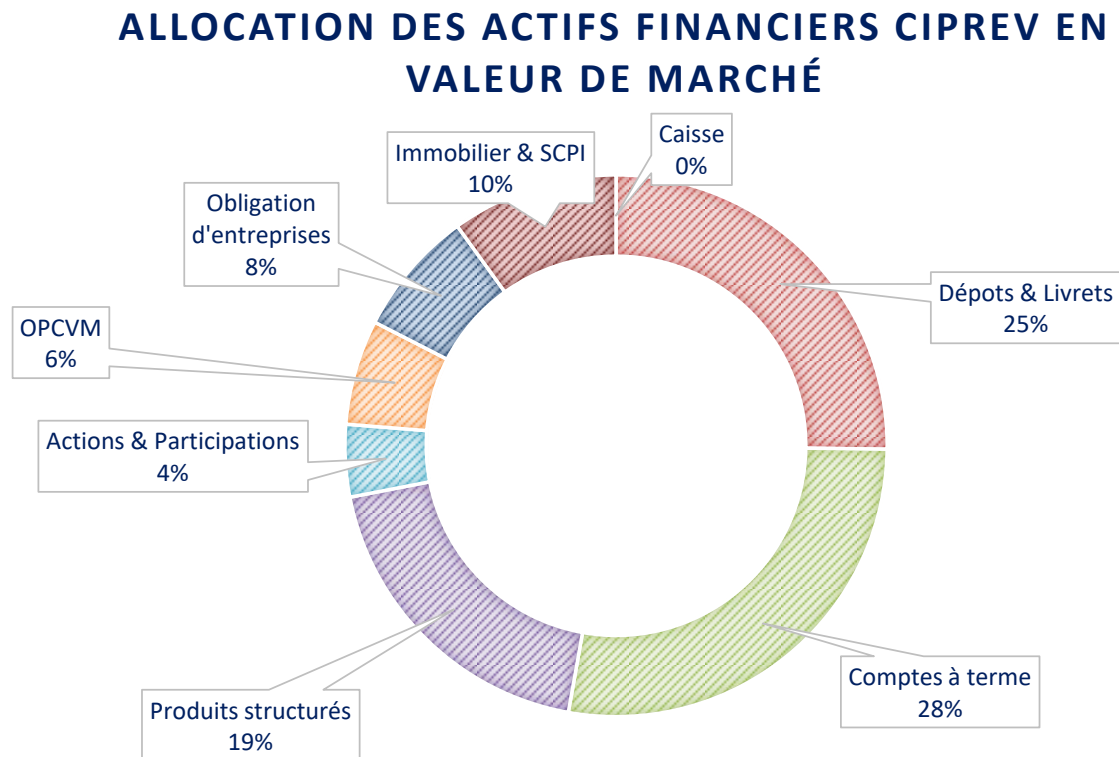 ALLOCATION DES ACTIFS FINANCIERS CIPREV EN
VALEUR DE MARCHÉ
Caisse
0%
Immobilier & SCPI
10%
Obligation
d'entreprises
8%
Dépots & Livrets
25%
OPCVM
6%
Actions & Participations
4%
Comptes à terme
28%
Produits structurés
19%